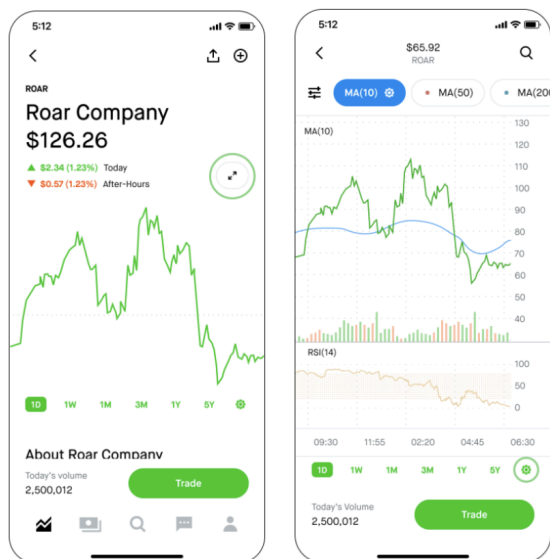 5:12
ROAR
Roar Company
$126.26
▲ $2.34 (1.23%) Today
▼ $0.57 (1.23%) After-Hours
1D 1W 1M 3M 1Y 5Y
About Roar Company
Today's volume
2,500,012
Trade
5:12
$65.92
ROAR
MA(10) MA(50) MA(200
MA(10)
130
120
110
100
90
80
70
60
50
40
RSI(14)
100
50
0
09:30 11:55 02:20 04:45 06:30
1D 1W 1M 3M 1Y 5Y
Today's Volume
2,500,012
Trade